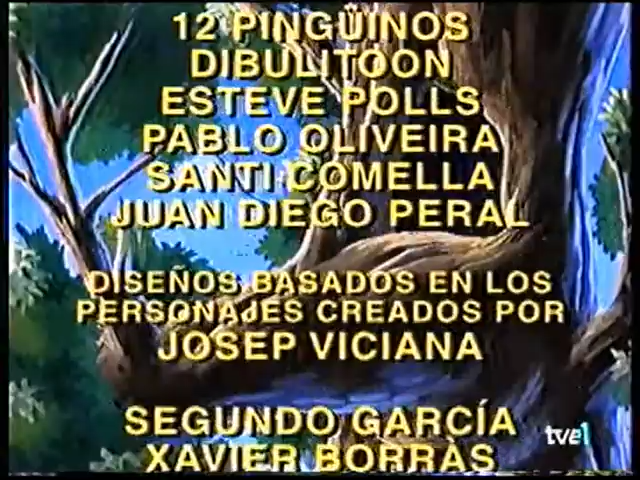 12 PINGÜINOS
DIBULITOON
ESTEVE POLLS
PABLO OLIVEIRA
SANTI COMELLA
JUAN DIEGO PERAL
DISEÑOS BASADOS EN LOS
PERSONAJES CREADOS POR
JOSEP VICIANA
SEGUNDO GARCÍA
XAVIER BORRÀS
tve1